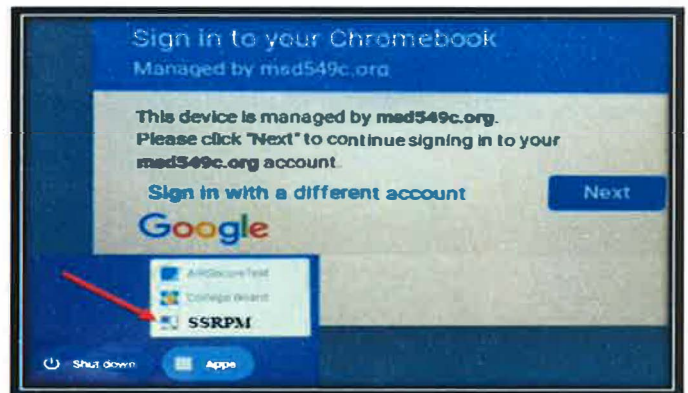 Sign in to your Chromebook
Managed by msd549c.org
This device is managed by msd549c.org.
Please click "Next" to continue signing in to your
msd549c.org account.
Sign in with a different account
Next
Google
AIRSecureTest
College Board
SSRPM
Shut down
Apps